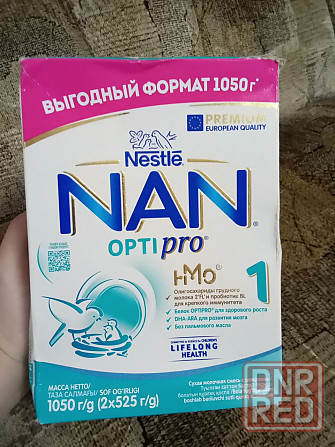 ВЫГОДНЫЙ ФОРМАТ 1050 г*
PREMIUM
EUROPEAN QUALITY
Nestlé
NAN
OPTIpro®
HMO
1
Олигосахариды грудного
молока 2'FL* и пробиотик BL
для крепкого иммунитета
Белок OPTIPRO® для здорового роста
DHA-ARA для развития мозга
Без пальмового масла
LIFELONG
HEALTH
МАССА НЕТТО/
ТАЗА САЛМАҒЫ/ SOF OG'IRLIGI
1050 г/g (2x525 г/g)
Сухая молочная смесь
DNR
RED